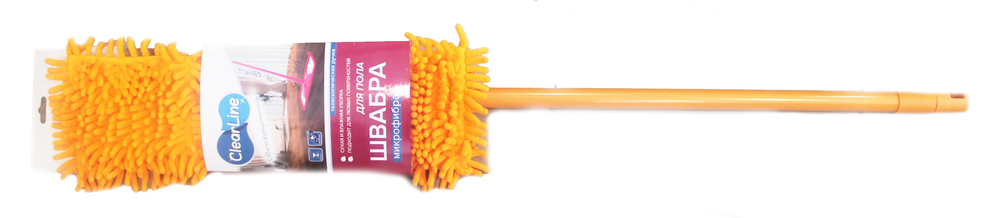 ClearLine
телескопическая ручка
СУХАЯ И ВЛАЖНАЯ УБОРКА
ПОДХОДИТ ДЛЯ ЛЮБЫХ ПОВЕРХНОСТЕЙ
ШВАБРА
ДЛЯ ПОЛА
микрофибра